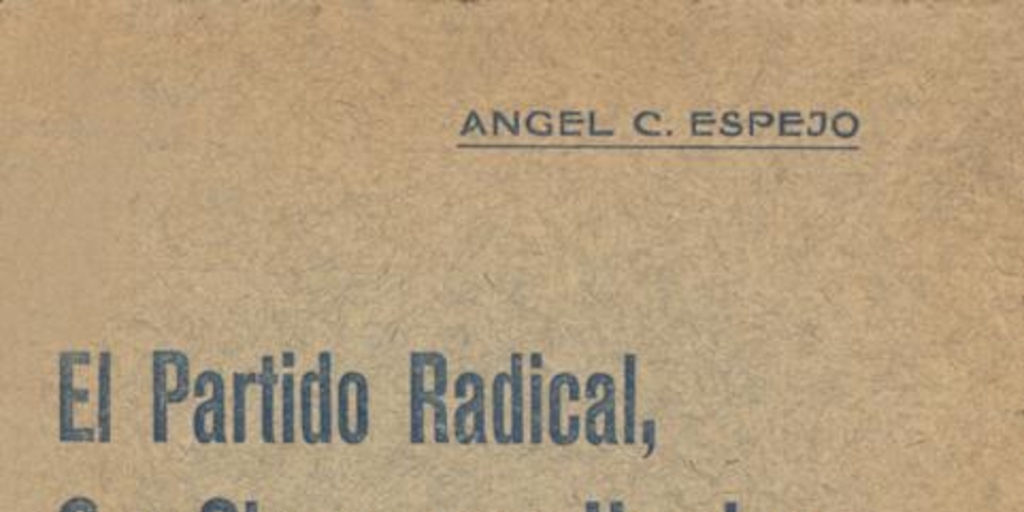 ANGEL C. ESPEJO
El Partido Radical,